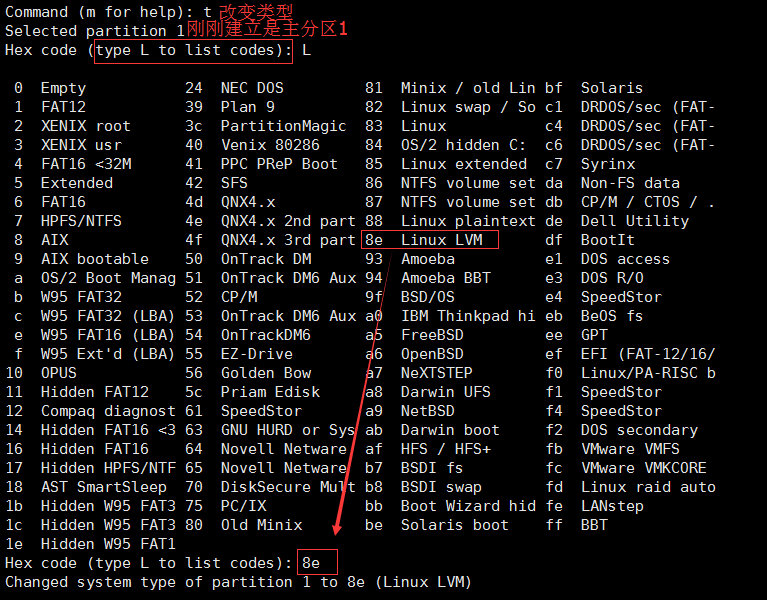 Command (m for help): t 改变类型
Selected partition 1刚刚建立是主分区1
Hex code (type L to list codes): L
0 Empty 24 NEC DOS 81 Minix / old Lin bf Solaris
1 FAT12 39 Plan 9 82 Linux swap / So c1 DRDOS/sec (FAT-
2 XENIX root 3c PartitionMagic 83 Linux c4 DRDOS/sec (FAT-
3 XENIX usr 40 Venix 80286 84 OS/2 hidden C: c6 DRDOS/sec (FAT-
4 FAT16 <32M 41 PPC PReP Boot 85 Linux extended c7 Syrinx
5 Extended 42 SFS 86 NTFS volume set da Non-FS data
6 FAT16 4d QNX4.x 87 NTFS volume set db CP/M / CTOS / .
7 HPFS/NTFS 4e QNX4.x 2nd part 88 Linux plaintext de Dell Utility
8 AIX 4f QNX4.x 3rd part 8e Linux LVM df BootIt
9 AIX bootable 50 OnTrack DM 93 Amoeba e1 DOS access
a OS/2 Boot Manag 51 OnTrack DM6 Aux 94 Amoeba BBT e3 DOS R/O
b W95 FAT32 52 CP/M 9f BSD/OS e4 SpeedStor
c W95 FAT32 (LBA) 53 OnTrack DM6 Aux a0 IBM Thinkpad hi eb BeOS fs
e W95 FAT16 (LBA) 54 OnTrackDM6 a5 FreeBSD ee GPT
f W95 Ext'd (LBA) 55 EZ-Drive a6 OpenBSD ef EFI (FAT-12/16/
10 OPUS 56 Golden Bow a7 NeXTSTEP f0 Linux/PA-RISC b
11 Hidden FAT12 5c Priam Edisk a8 Darwin UFS f1 SpeedStor
12 Compaq diagnost 61 SpeedStor a9 NetBSD f4 SpeedStor
14 Hidden FAT16 <3 63 GNU HURD or Sys ab Darwin boot f2 DOS secondary
16 Hidden FAT16 64 Novell Netware af HFS / HFS+ fb VMware VMFS
17 Hidden HPFS/NTF 65 Novell Netware b7 BSDI fs fc VMware VMKCORE
18 AST SmartSleep 70 DiskSecure Mult b8 BSDI swap fd Linux raid auto
1b Hidden W95 FAT3 75 PC/IX bb Boot Wizard hid fe LANstep
1c Hidden W95 FAT3 80 Old Minix be Solaris boot ff BBT
1e Hidden W95 FAT1
Hex code (type L to list codes): 8e
Changed system type of partition 1 to 8e (Linux LVM)